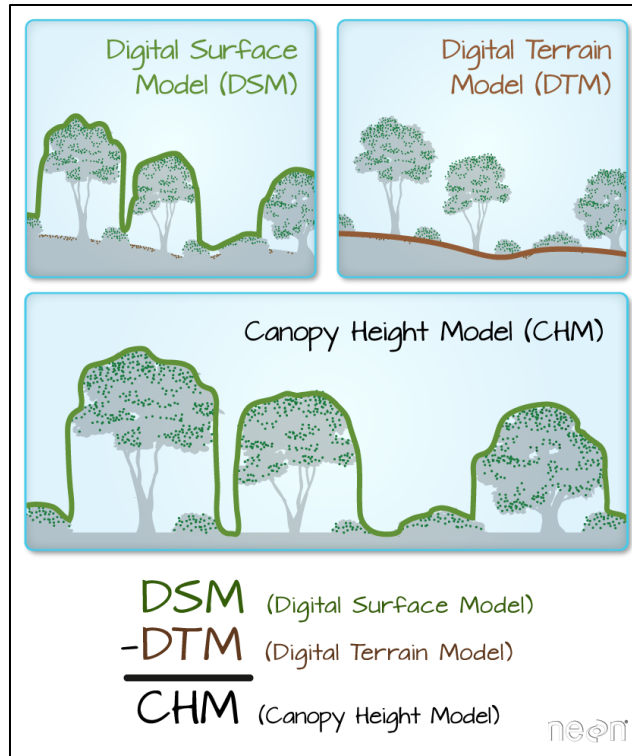 Digital Surface
Model (DSM)
Digital Terrain
Model (DTM)
Canopy Height Model (CHM)
DSM (Digital Surface Model)
-DTM (Digital Terrain Model)
CHM (Canopy Height Model)
neon